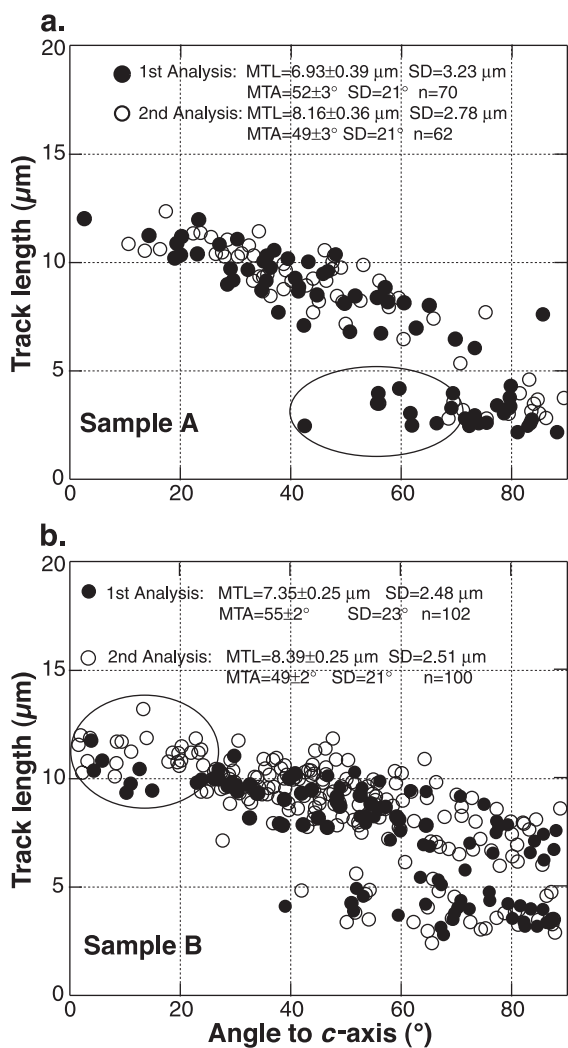 a.
20
1st Analysis: MTL=6.93±0.39 μm SD=3.23 μm
MTA=52±3° SD=21° n=70
2nd Analysis: MTL=8.16±0.36 μm SD=2.78 μm
MTA=49±3° SD=21° n=62
15
10
5
0
Track length (μm)
Sample A
0 20 40 60 80
b.
20
1st Analysis: MTL=7.35±0.25 μm SD=2.48 μm
MTA=55±2° SD=23° n=102
2nd Analysis: MTL=8.39±0.25 μm SD=2.51 μm
MTA=49±2° SD=21° n=100
15
10
5
0
Track length (μm)
Sample B
0 20 40 60 80
Angle to c-axis (°)